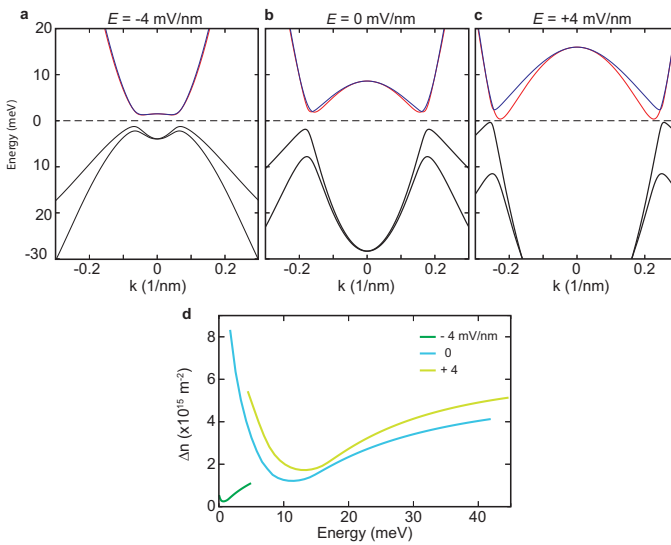 a E = -4 mV/nm b E = 0 mV/nm c E = +4 mV/nm
20
10
0
10
20
-30
Energy (meV)
-0.2 0 0.2 -0.2 0 0.2 -0.2 0 0.2
k (1/nm) k (1/nm) k (1/nm)
d
8
6
4
2
0
Δn (x10¹⁵ m⁻²)
- 4 mV/nm
0
+ 4
0 10 20 30 40
Energy (meV)